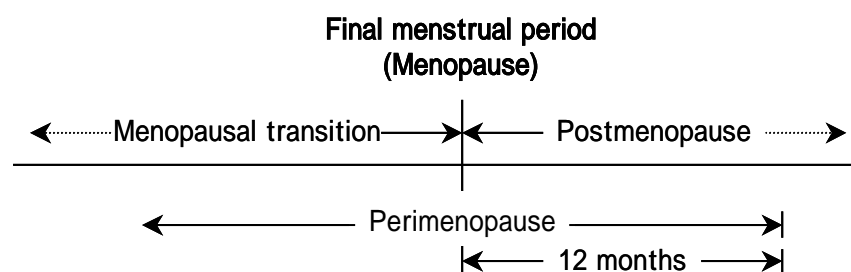 Final menstrual period
(Menopause)
Menopausal transition
Postmenopause
Perimenopause
12 months